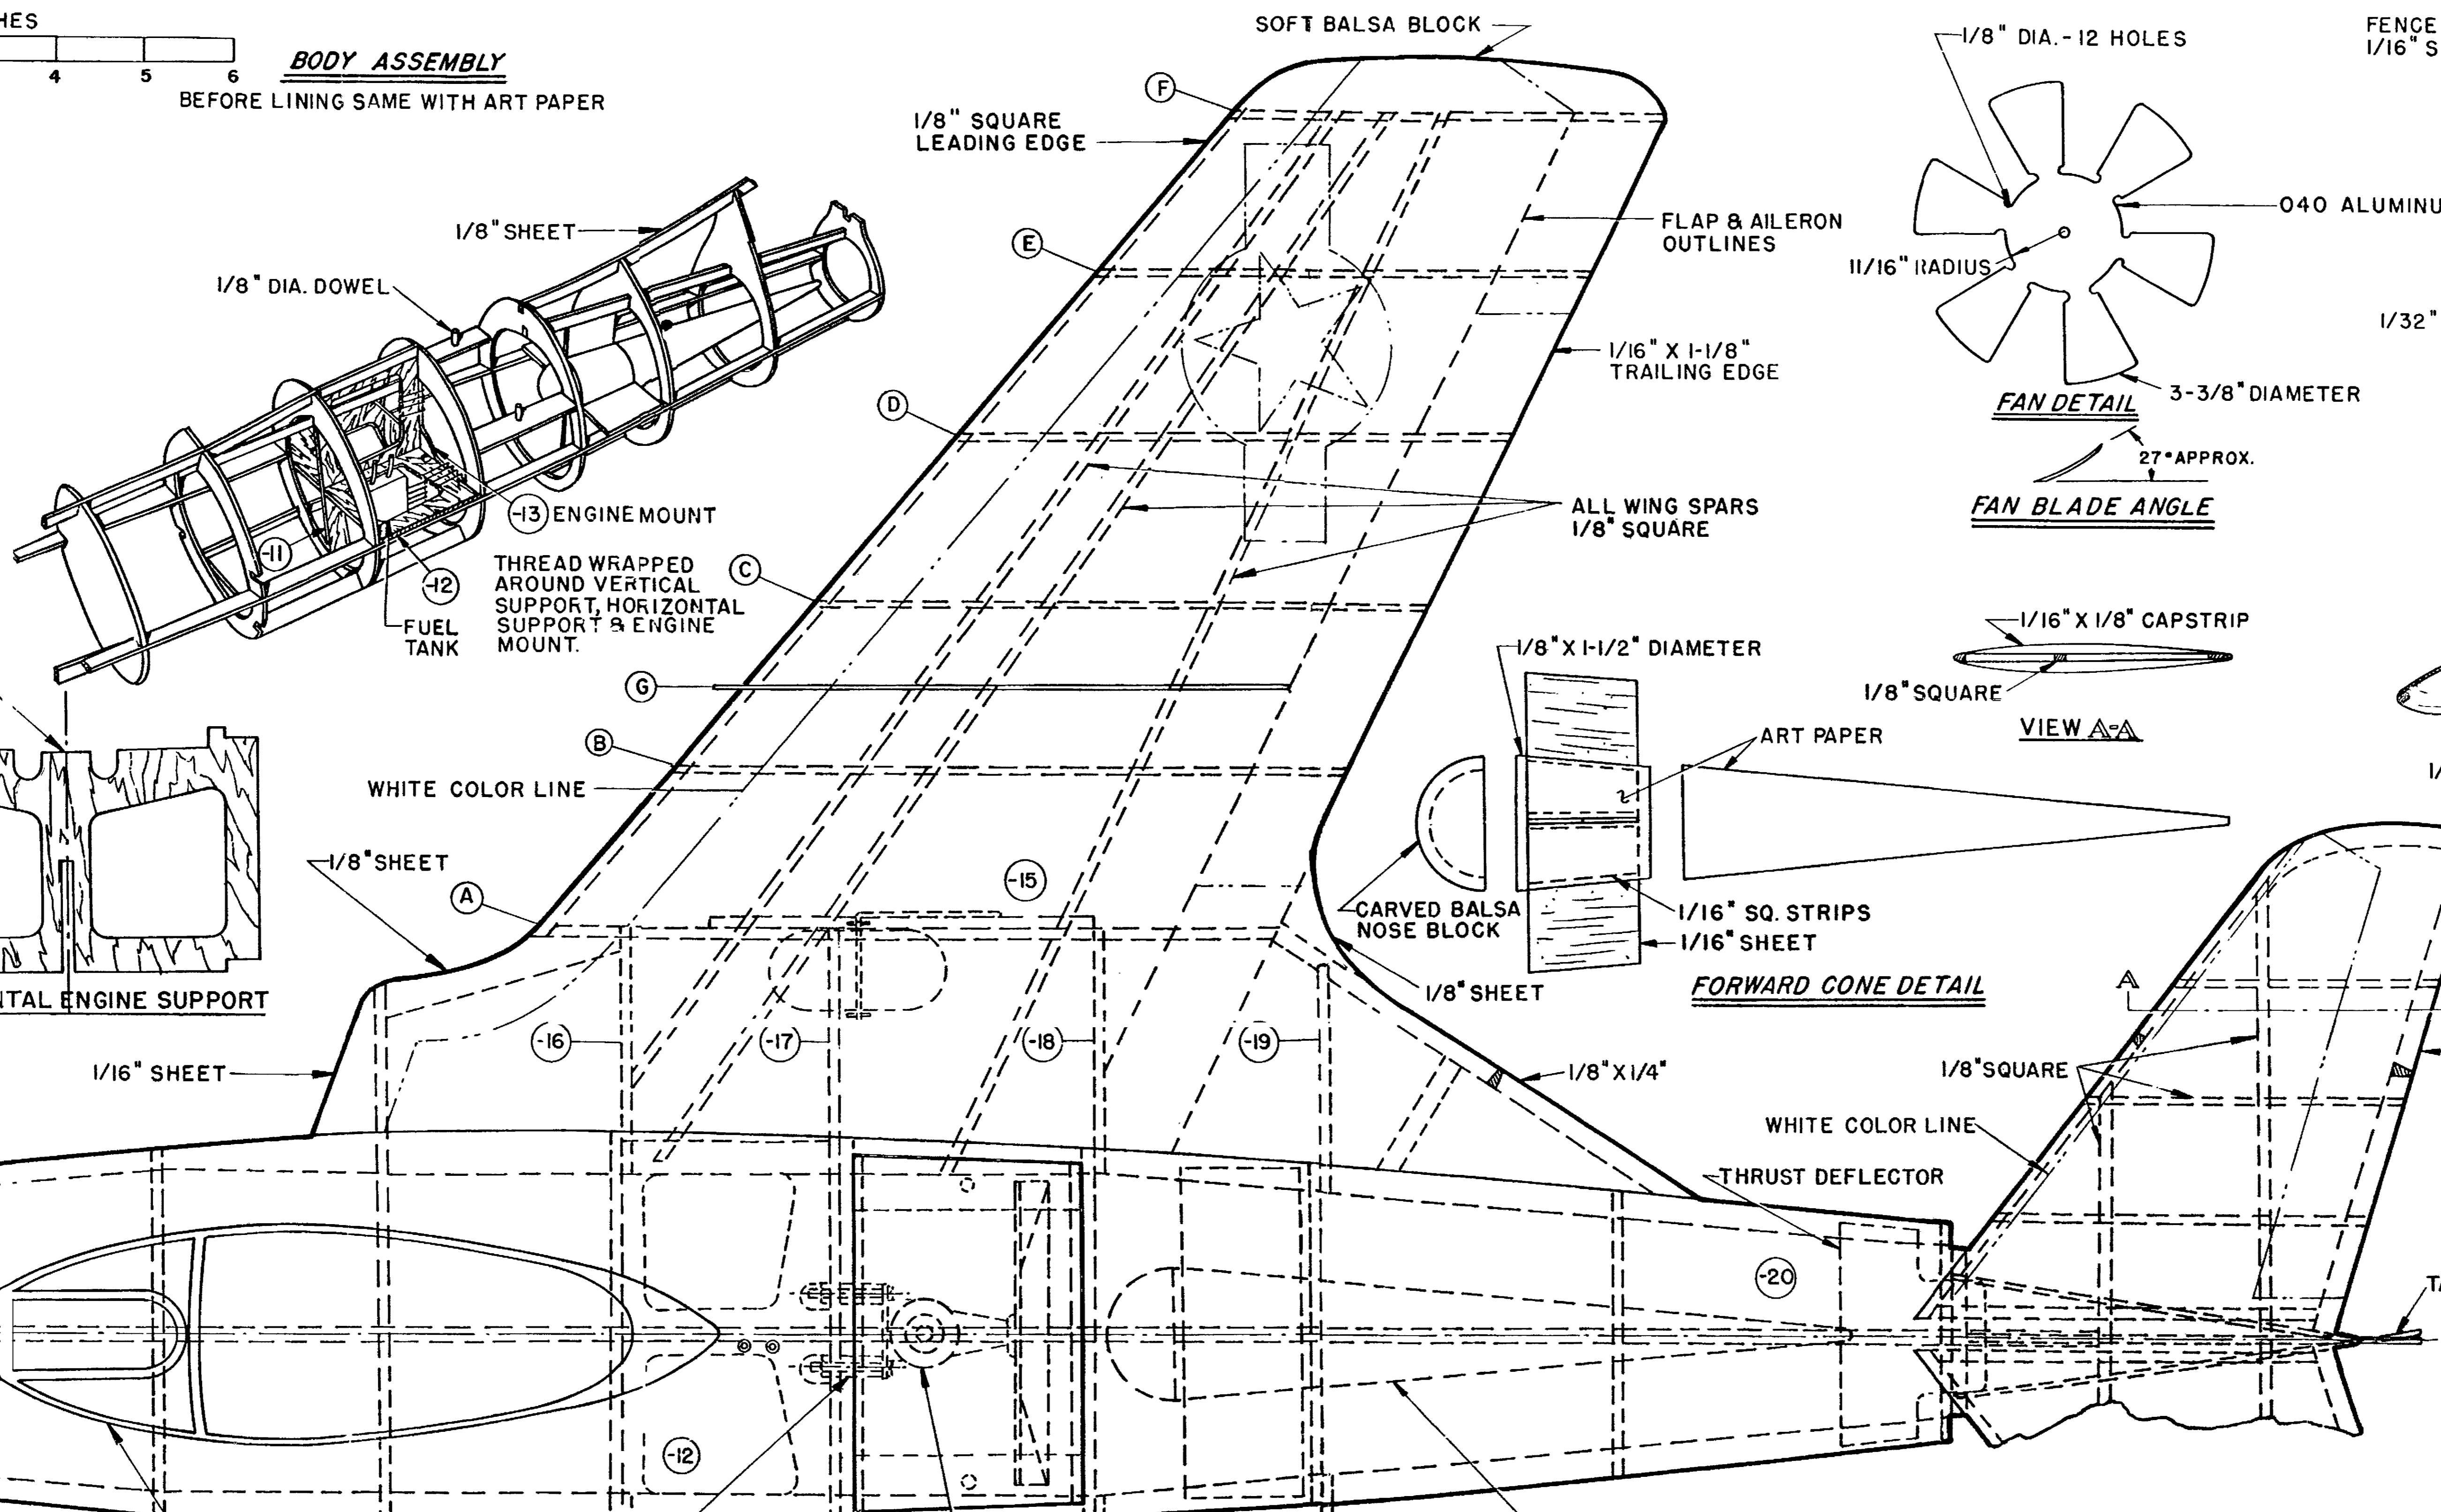 HES
4 5 6
BODY ASSEMBLY
BEFORE LINING SAME WITH ART PAPER
1/8" SHEET
1/8" DIA. DOWEL
-13 ENGINE MOUNT
-11
-12
FUEL
TANK
THREAD WRAPPED
AROUND VERTICAL
SUPPORT, HORIZONTAL
SUPPORT & ENGINE
MOUNT.
NTAL ENGINE SUPPORT
SOFT BALSA BLOCK
1/8" SQUARE
LEADING EDGE
F
E
D
C
G
B
A
FLAP & AILERON
OUTLINES
1/16" X 1-1/8"
TRAILING EDGE
ALL WING SPARS
1/8" SQUARE
WHITE COLOR LINE
1/8" SHEET
1/16" SHEET
-15
-16
-17
-18
-19
1/8" SHEET
1/8" X 1/4"
1/8" DIA. - 12 HOLES
040 ALUMINU
11/16" RADIUS
3-3/8" DIAMETER
FAN DETAIL
27° APPROX.
FAN BLADE ANGLE
FENCE
1/16" S
1/32"
1/16" X 1/8" CAPSTRIP
1/8" SQUARE
VIEW A-A
1/8" X 1-1/2" DIAMETER
ART PAPER
CARVED BALSA
NOSE BLOCK
1/16" SQ. STRIPS
1/16" SHEET
FORWARD CONE DETAIL
1/
A
1/8" SQUARE
WHITE COLOR LINE
THRUST DEFLECTOR
-20
-12
TA